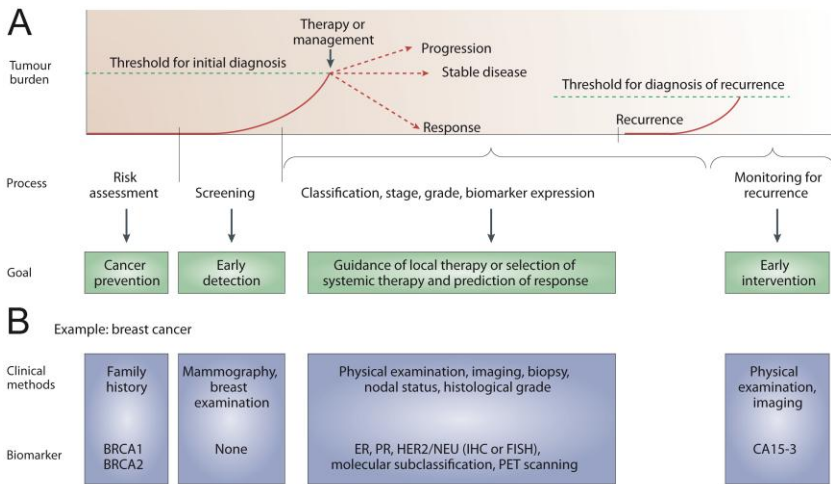 A
Tumour
burden
Threshold for initial diagnosis
Therapy or
management
Progression
Stable disease
Response
Threshold for diagnosis of recurrence
Recurrence
Process
Risk
assessment
Screening
Classification, stage, grade, biomarker expression
Monitoring for
recurrence
Goal
Cancer
prevention
Early
detection
Guidance of local therapy or selection of
systemic therapy and prediction of response
Early
intervention
B
Example: breast cancer
Clinical
methods
Family
history
Mammography,
breast
examination
Physical examination, imaging, biopsy,
nodal status, histological grade
Physical
examination,
imaging
Biomarker
BRCA1
BRCA2
None
ER, PR, HER2/NEU (IHC or FISH),
molecular subclassification, PET scanning
CA15-3